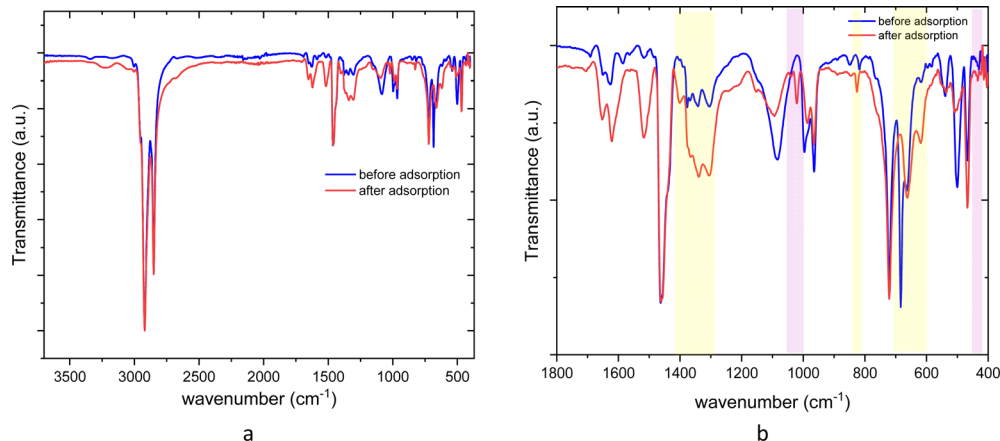 before adsorption
after adsorption
Transmittance (a.u.)
3500 3000 2500 2000 1500 1000 500
wavenumber (cm⁻¹)
a
before adsorption
after adsorption
Transmittance (a.u.)
1800 1600 1400 1200 1000 800 600 400
wavenumber (cm⁻¹)
b